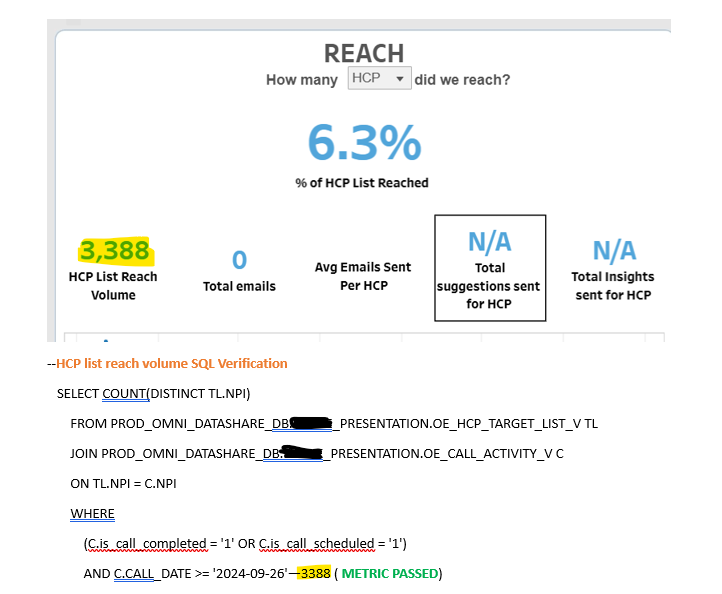 REACH
How many HCP did we reach?
6.3%
% of HCP List Reached
3,388
HCP List Reach
Volume
0
Total emails
Avg Emails Sent
Per HCP
N/A
Total
suggestions sent
for HCP
N/A
Total Insights
sent for HCP
--HCP list reach volume SQL Verification
SELECT COUNT(DISTINCT TL.NPI)
FROM PROD_OMNI_DATASHARE_DB. _PRESENTATION.OE_HCP_TARGET_LIST_V TL
JOIN PROD_OMNI_DATASHARE_DB. _PRESENTATION.OE_CALL_ACTIVITY_V C
ON TL.NPI = C.NPI
WHERE
(C.is_call_completed = '1' OR C.is_call_scheduled = '1')
AND C.CALL_DATE >= '2024-09-26'--3388 ( METRIC PASSED)